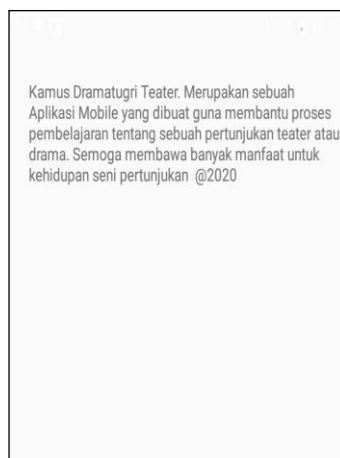 Kamus Dramatugri Teater. Merupakan sebuah
Aplikasi Mobile yang dibuat guna membantu proses
pembelajaran tentang sebuah pertunjukan teater atau
drama. Semoga membawa banyak manfaat untuk
kehidupan seni pertunjukan  @2020